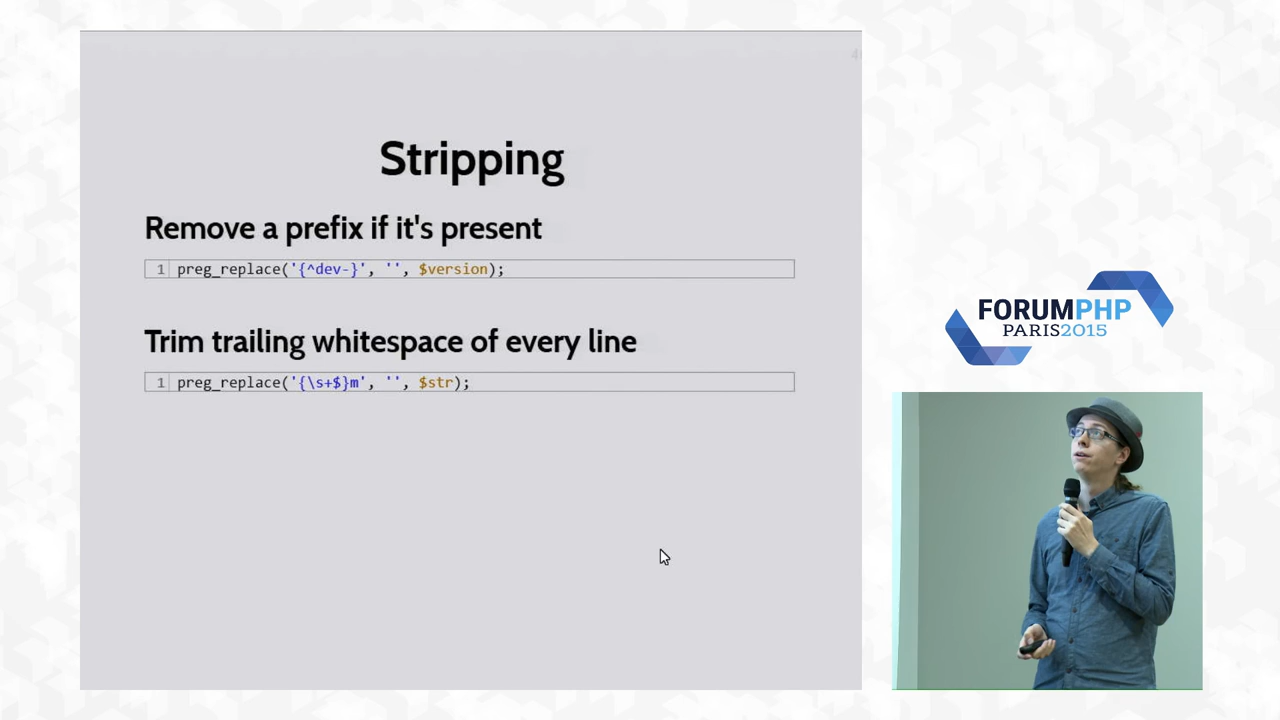 Stripping
Remove a prefix if it's present
1 preg_replace('{^dev-}', '', $version);
Trim trailing whitespace of every line
1 preg_replace('{\s+$}m', '', $str);
FORUMPHP
PARIS2015